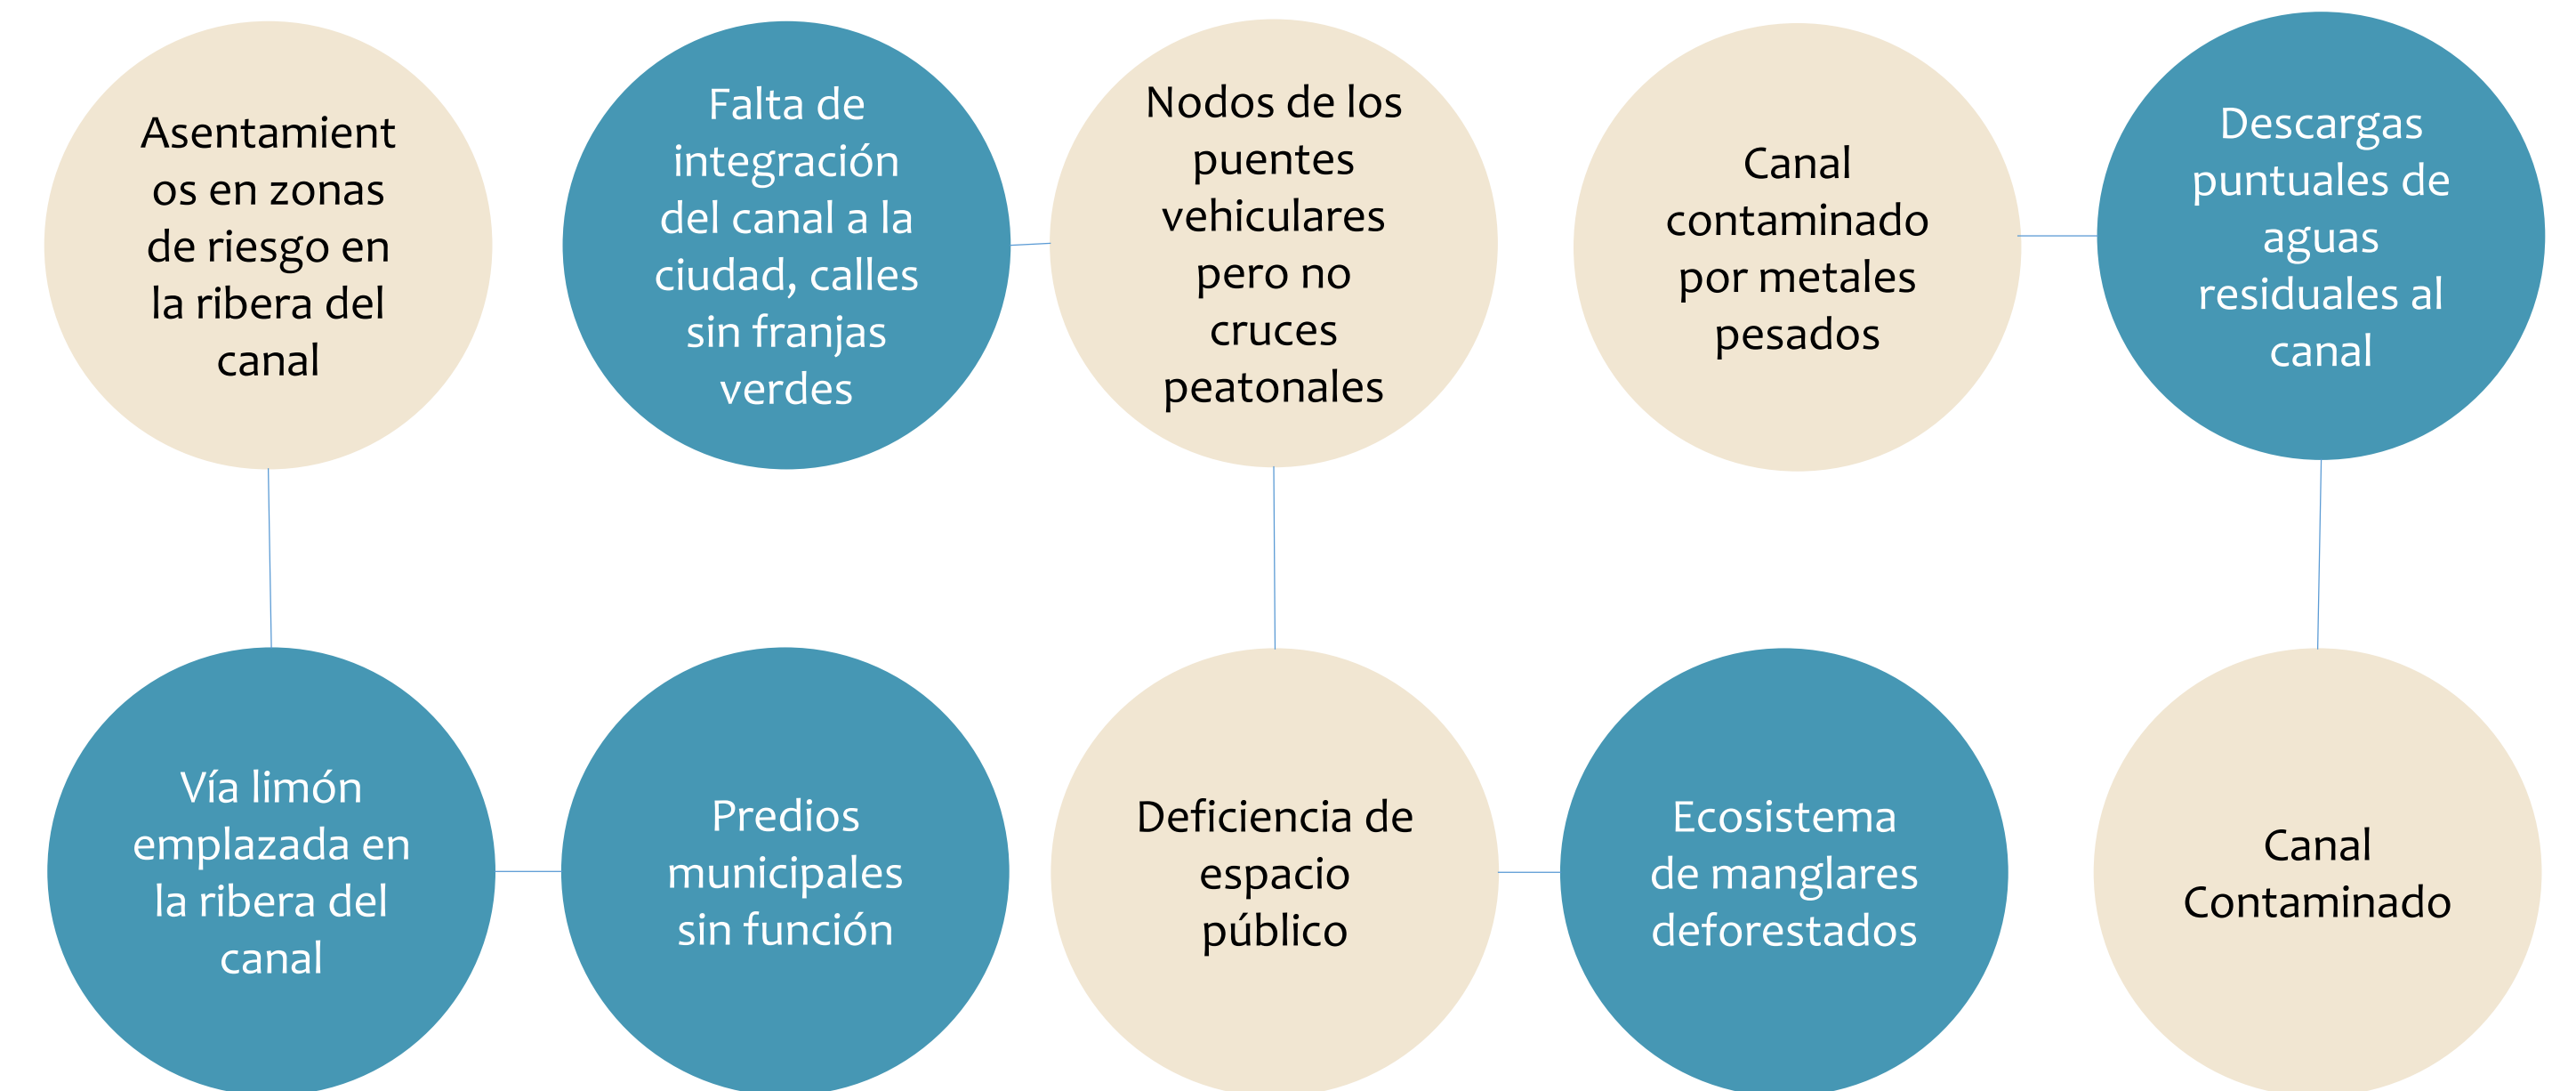 Asentamient
os en zonas
de riesgo en
la ribera del
canal
Falta de
integración
del canal a la
ciudad, calles
sin franjas
verdes
Nodos de los
puentes
vehiculares
pero no
cruces
peatonales
Canal
contaminado
por metales
pesados
Descargas
puntuales de
aguas
residuales al
canal
Vía limón
emplazada en
la ribera del
canal
Predios
municipales
sin función
Deficiencia de
espacio
público
Ecosistema
de manglares
deforestados
Canal
Contaminado